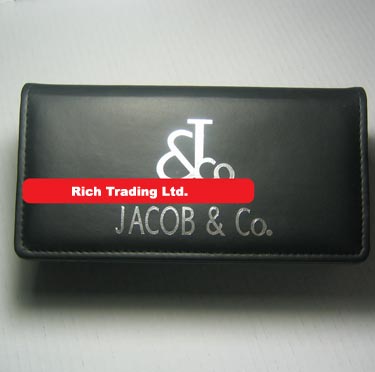 J
&co
Rich Trading Ltd.
JACOB & Co.